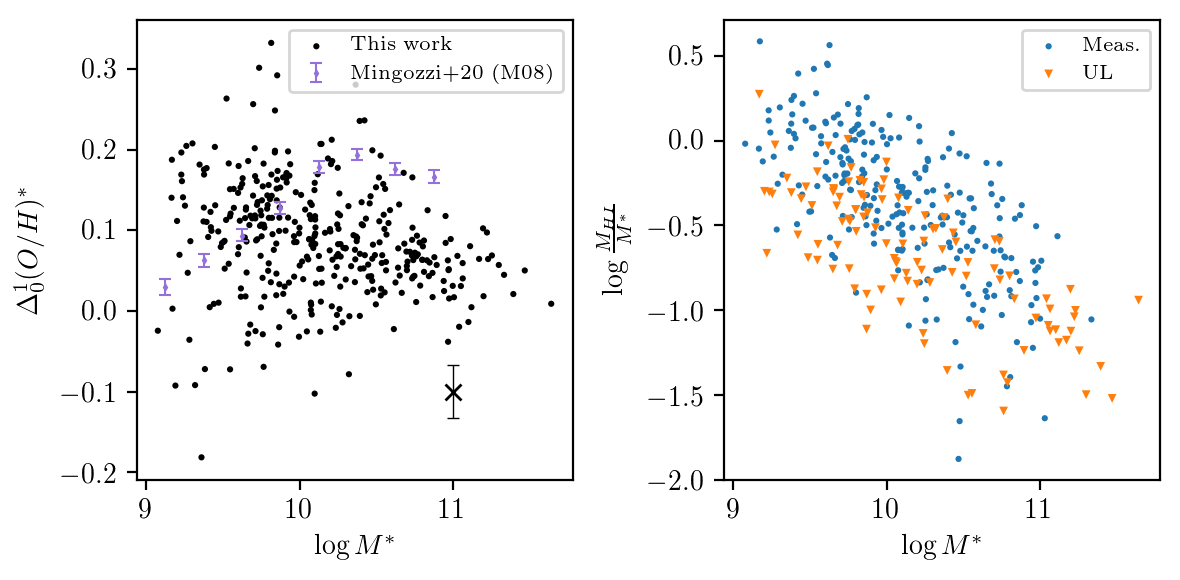 0.3
0.2
0.1
0.0
−0.1
−0.2
9
10
11
log M*
Δ₀¹(O/H)*
This work
Mingozzi+20 (M08)
0.5
0.0
−0.5
−1.0
−1.5
−2.0
9
10
11
log M*
log M_HI/M*
Meas.
UL